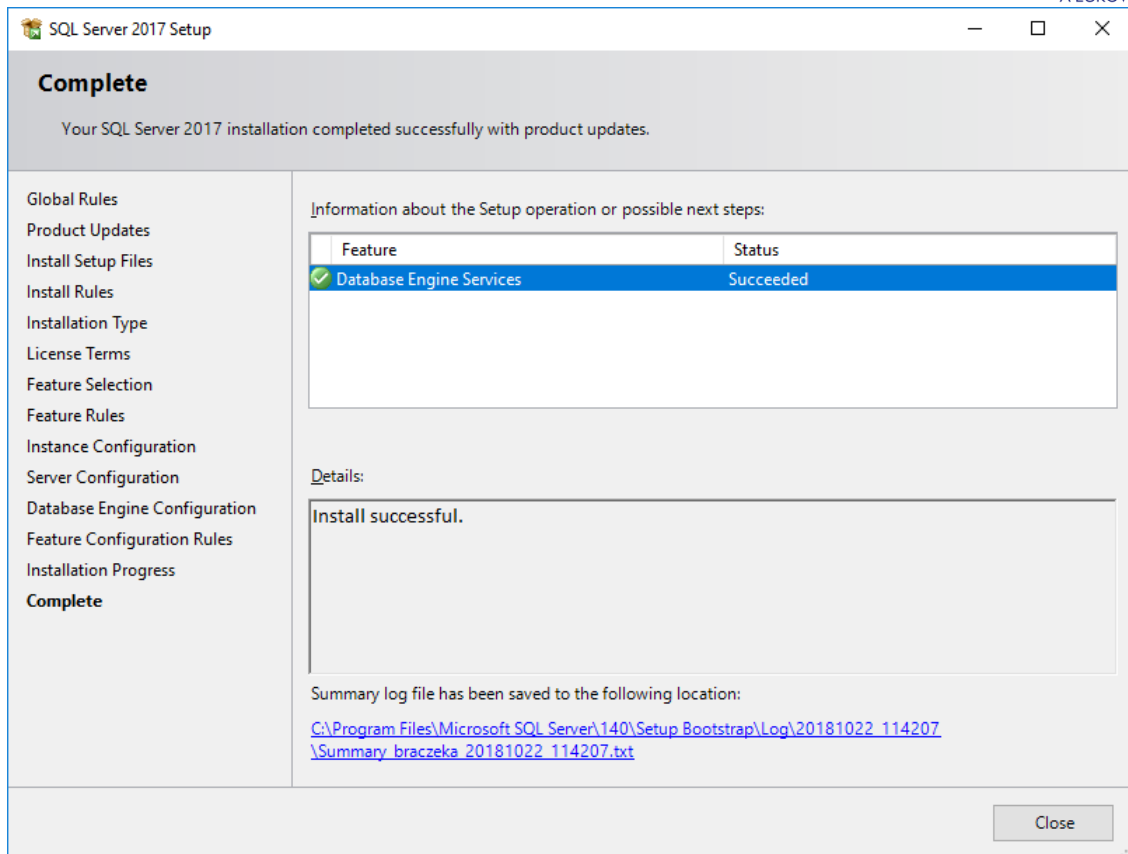 SQL Server 2017 Setup
Complete
Your SQL Server 2017 installation completed successfully with product updates.
Global Rules
Product Updates
Install Setup Files
Install Rules
Installation Type
License Terms
Feature Selection
Feature Rules
Instance Configuration
Server Configuration
Database Engine Configuration
Feature Configuration Rules
Installation Progress
Complete
Information about the Setup operation or possible next steps:
Feature Status
Database Engine Services Succeeded
Details:
Install successful.
Summary log file has been saved to the following location:
C:\Program Files\Microsoft SQL Server\140\Setup Bootstrap\Log\20181022_114207
\Summary_braczeka_20181022_114207.txt
Close